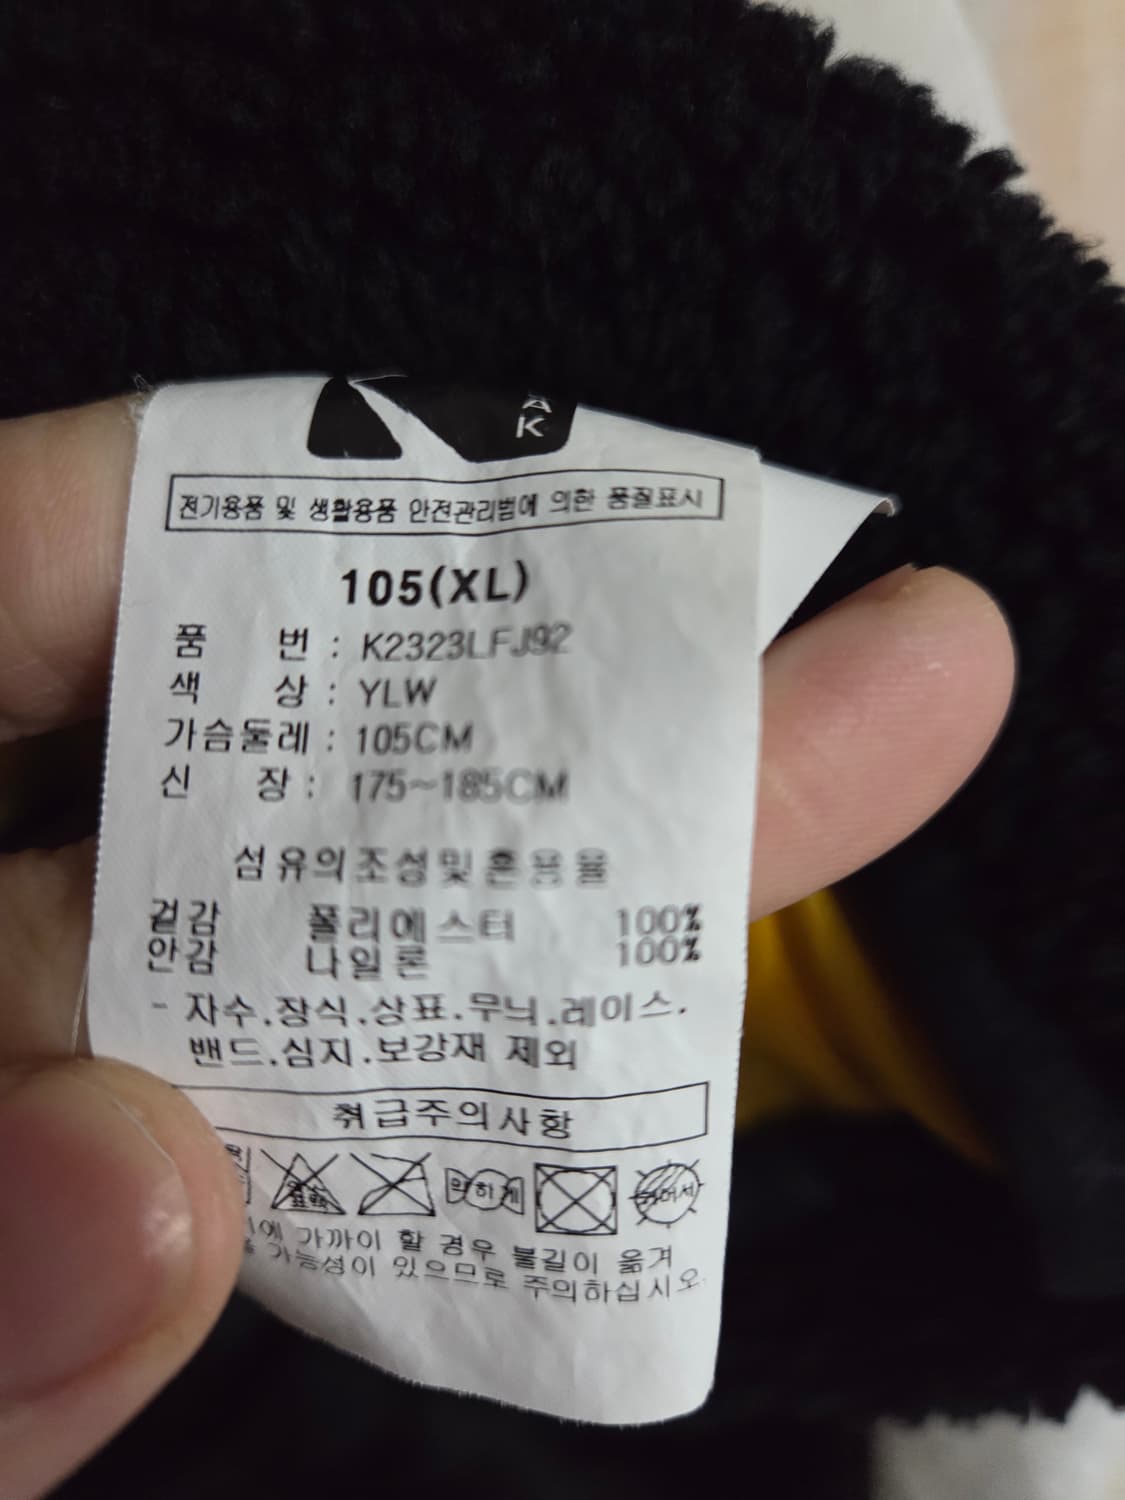 A
K
전기용품 및 생활용품 안전관리법에 의한 품질표시
105(XL)
품 번 : K2323LFJ92
색 상 : YLW
가슴둘레 : 105CM
신 장 : 175~185CM
섬유의조성및혼용율
겉감 폴리에스터 100%
안감 나일론 100%
- 자수.장식.상표.무늬.레이스.
밴드.심지.보강재 제외
취급주의사항
약하게
가까이 할 경우 불길이 옮겨
가능성이 있으므로 주의하십시오.